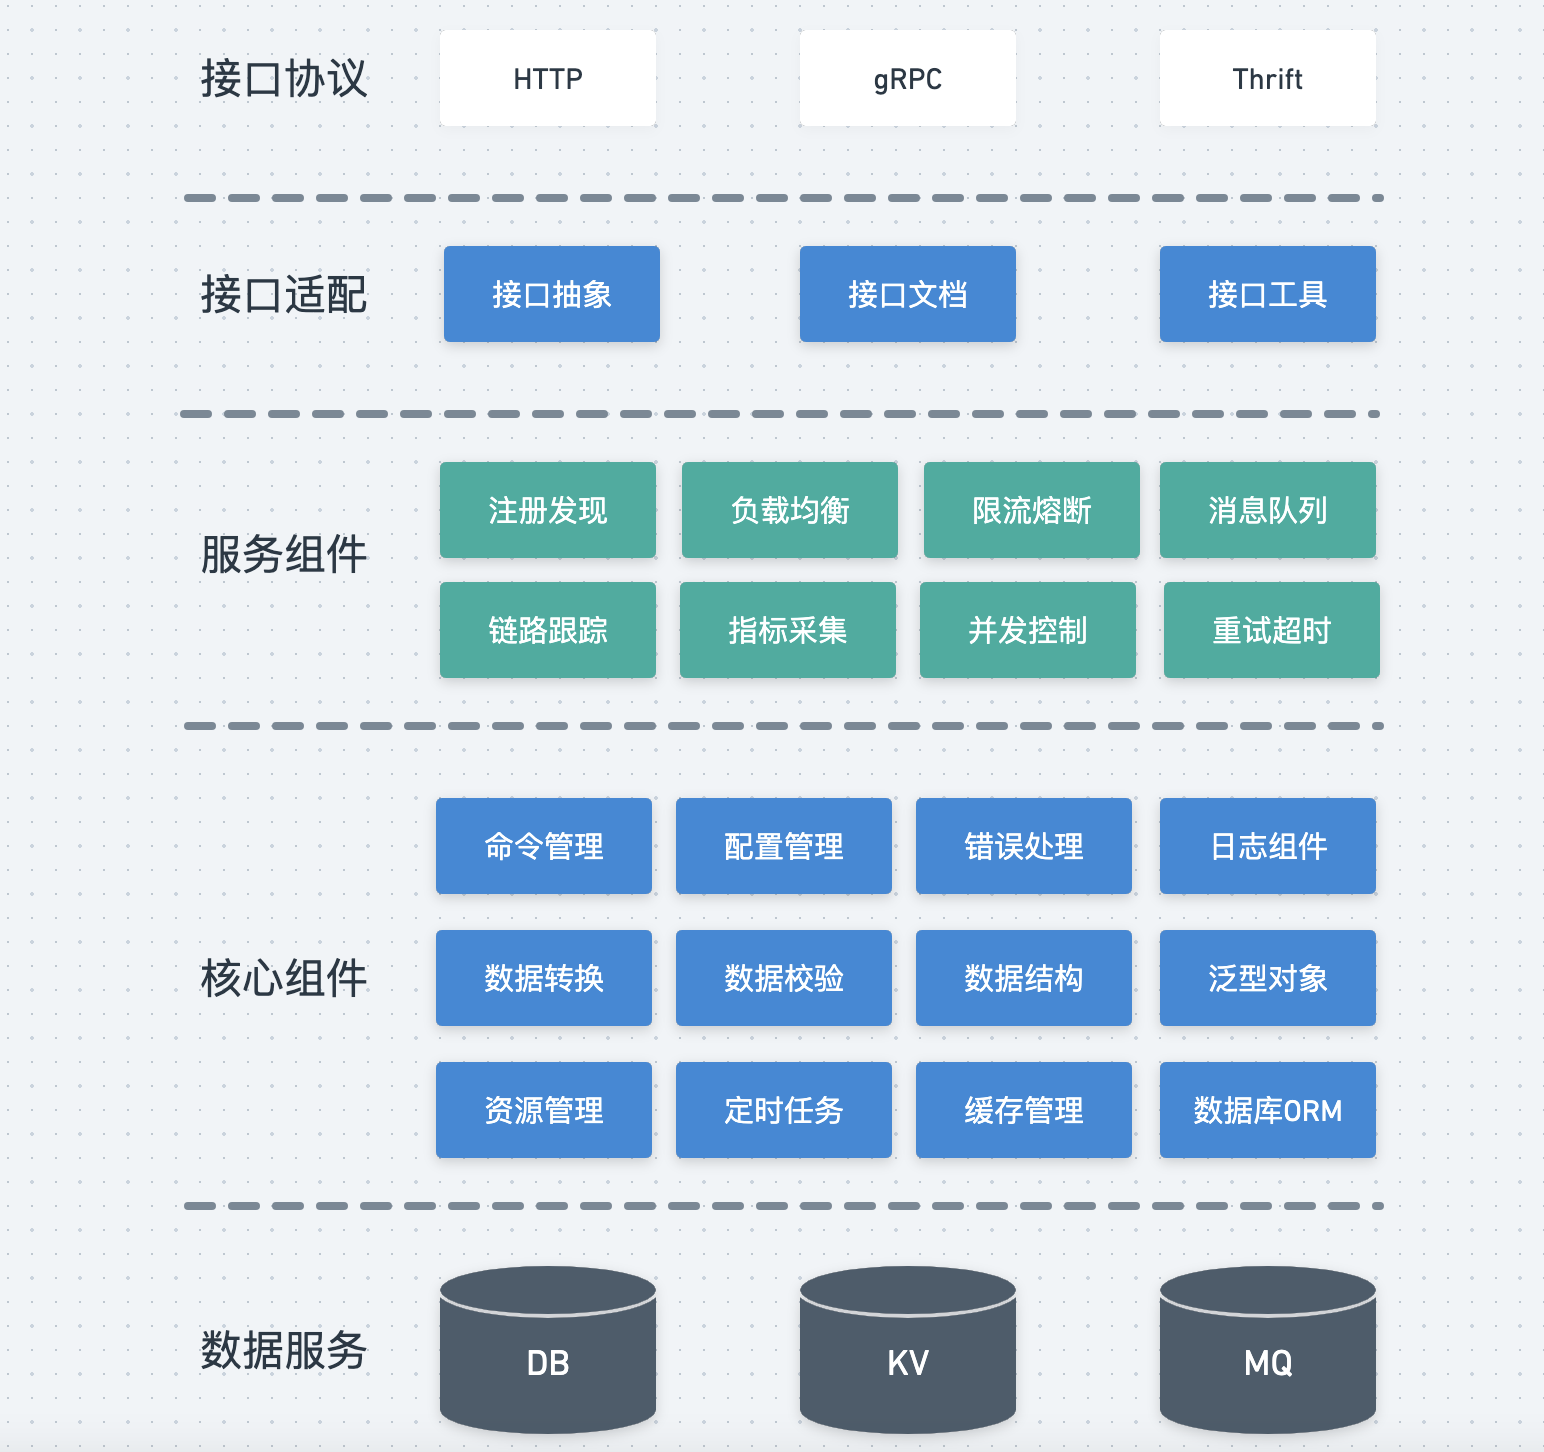 接口协议
HTTP
gRPC
Thrift
接口适配
接口抽象
接口文档
接口工具
服务组件
注册发现
负载均衡
限流熔断
消息队列
链路跟踪
指标采集
并发控制
重试超时
核心组件
命令管理
配置管理
错误处理
日志组件
数据转换
数据校验
数据结构
泛型对象
资源管理
定时任务
缓存管理
数据库ORM
数据服务
DB
KV
MQ